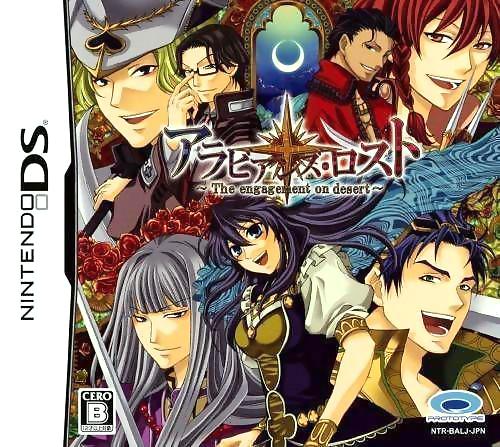 NINTENDO DS
アラビアンズ・ロスト
~ The engagement on desert ~
CERO
B
PROTOTYPE
NTR-BALJ-JPN